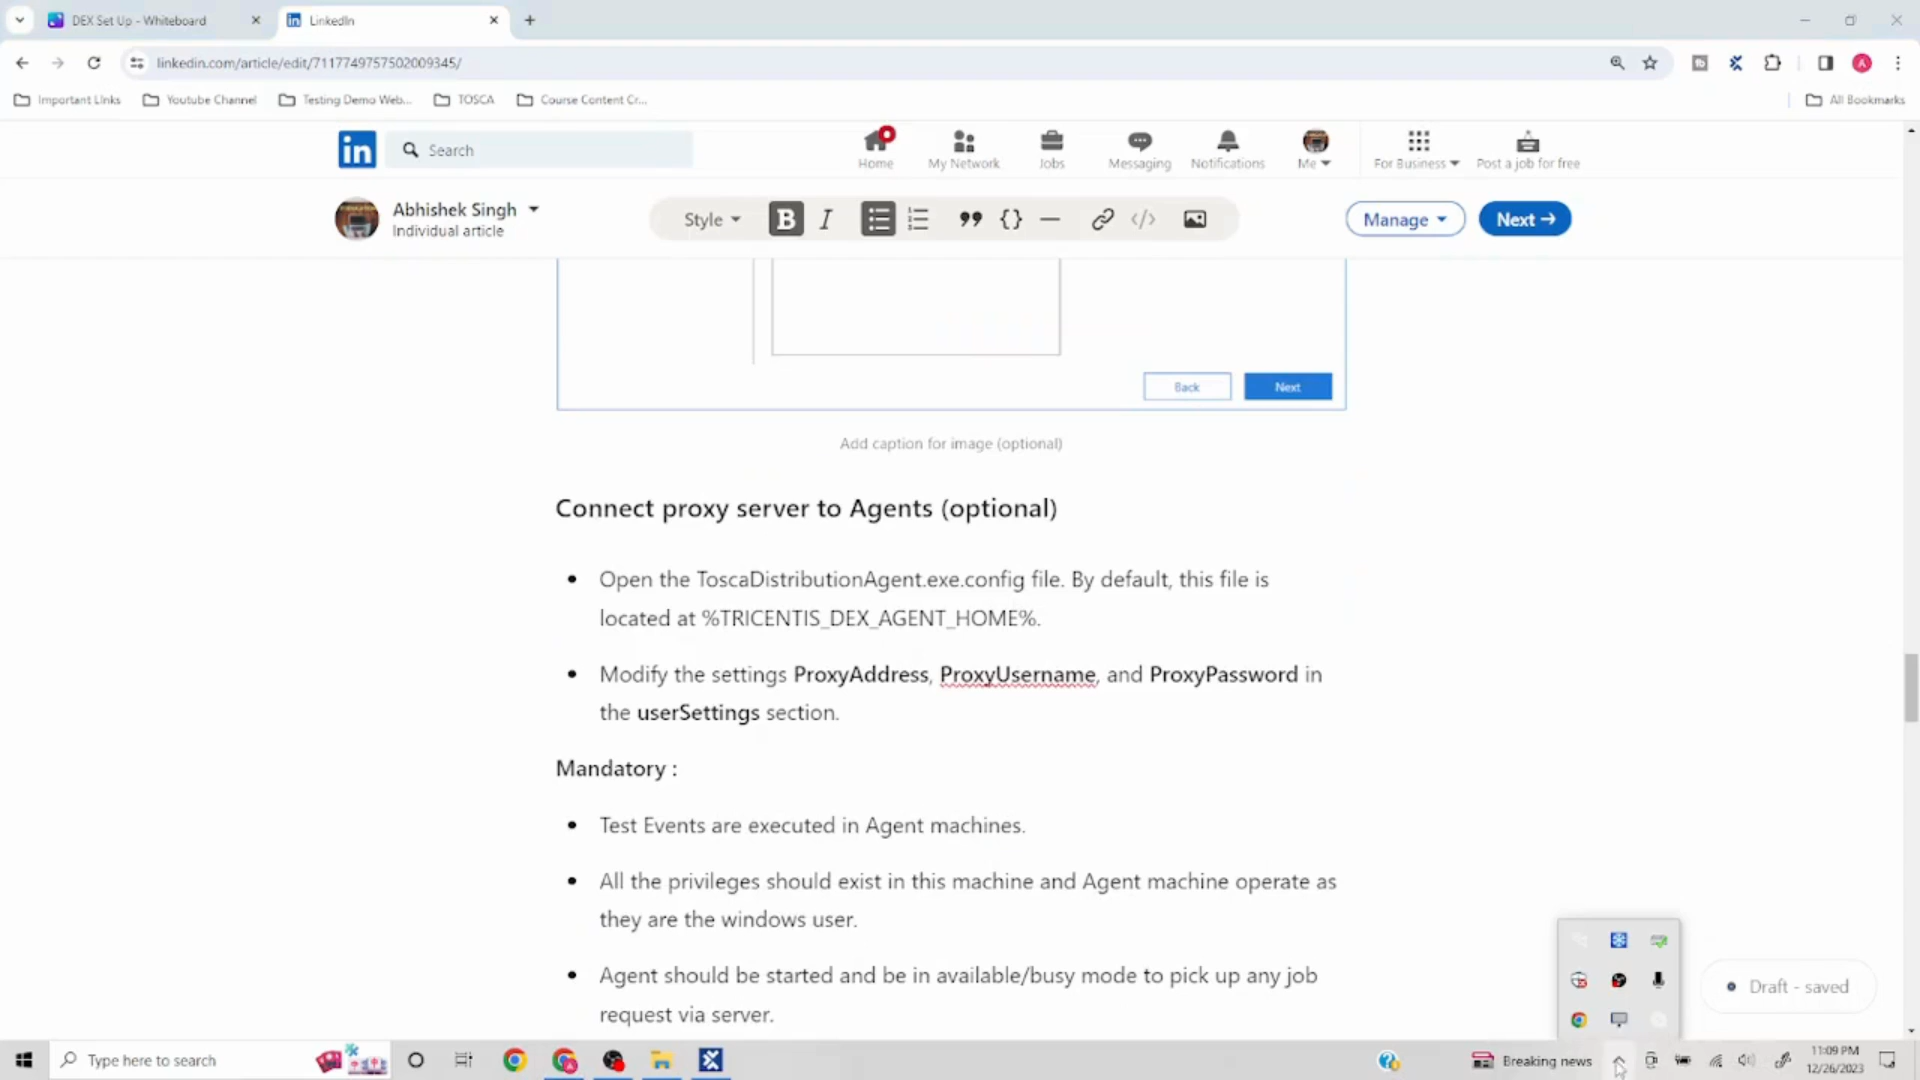 DEX Set Up - Whiteboard
LinkedIn
linkedin.com/article/edit/7117749757502009345/
A
Important LInks
Youtube Channel
Testing Demo Web...
TOSCA
Course Content Cr...
All Bookmarks
in
Search
Home
My Network
Jobs
Messaging
Notifications
Me
For Business
Post a job for free
Abhishek Singh
Individual article
Style
B
I
Manage
Next →
Back
Next
Add caption for image (optional)
Connect proxy server to Agents (optional)
• Open the ToscaDistributionAgent.exe.config file. By default, this file is
located at %TRICENTIS_DEX_AGENT_HOME%.
• Modify the settings ProxyAddress, ProxyUsername, and ProxyPassword in
the userSettings section.
Mandatory :
• Test Events are executed in Agent machines.
• All the privileges should exist in this machine and Agent machine operate as
they are the windows user.
• Agent should be started and be in available/busy mode to pick up any job
request via server.
Draft - saved
Type here to search
Breaking news
11:09 PM
12/26/2023